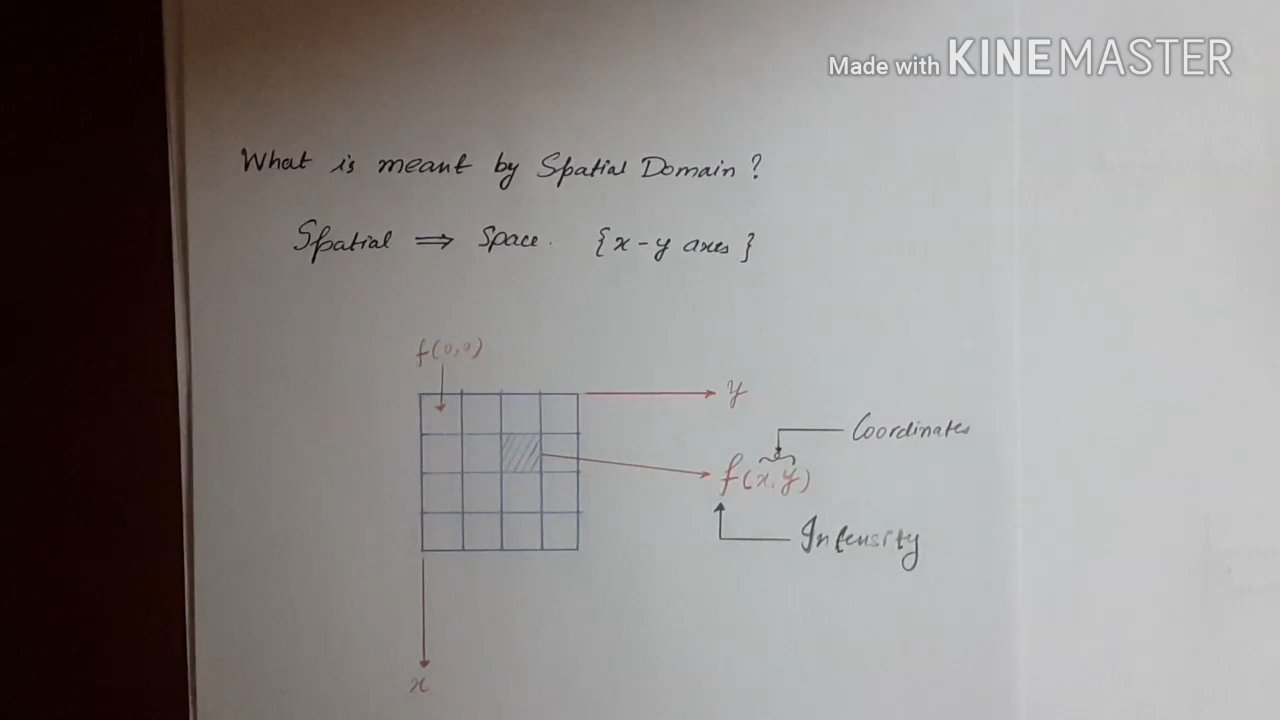 Made with KINEMASTER
What is meant by Spatial Domain?
Spatial ⇒ Space. {x-y axes}
f(0,0)
y
Coordinates
f(x,y)
Intensity
x